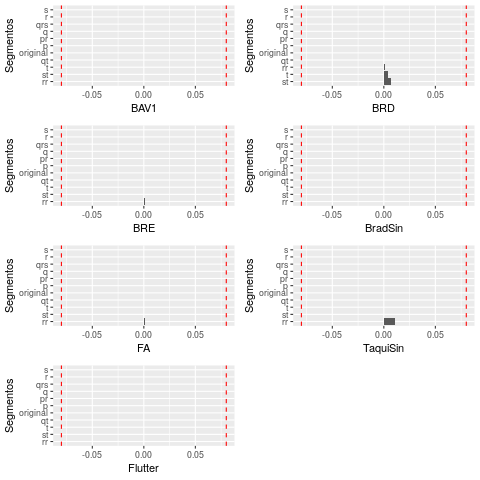 Segmentos
s
r
qrs
q
pr
p
original
qt
t
st
rr
-0.05 0.00 0.05
BAV1
Segmentos
s
r
qrs
q
pr
p
original
qt
t
st
rr
-0.05 0.00 0.05
BRD
Segmentos
s
r
qrs
q
pr
p
original
qt
t
st
rr
-0.05 0.00 0.05
BRE
Segmentos
s
r
qrs
q
pr
p
original
qt
t
st
rr
-0.05 0.00 0.05
BradSin
Segmentos
s
r
qrs
q
pr
p
original
qt
t
st
rr
-0.05 0.00 0.05
FA
Segmentos
s
r
qrs
q
pr
p
original
qt
t
st
rr
-0.05 0.00 0.05
TaquiSin
Segmentos
s
r
qrs
q
pr
p
original
qt
t
st
rr
-0.05 0.00 0.05
Flutter